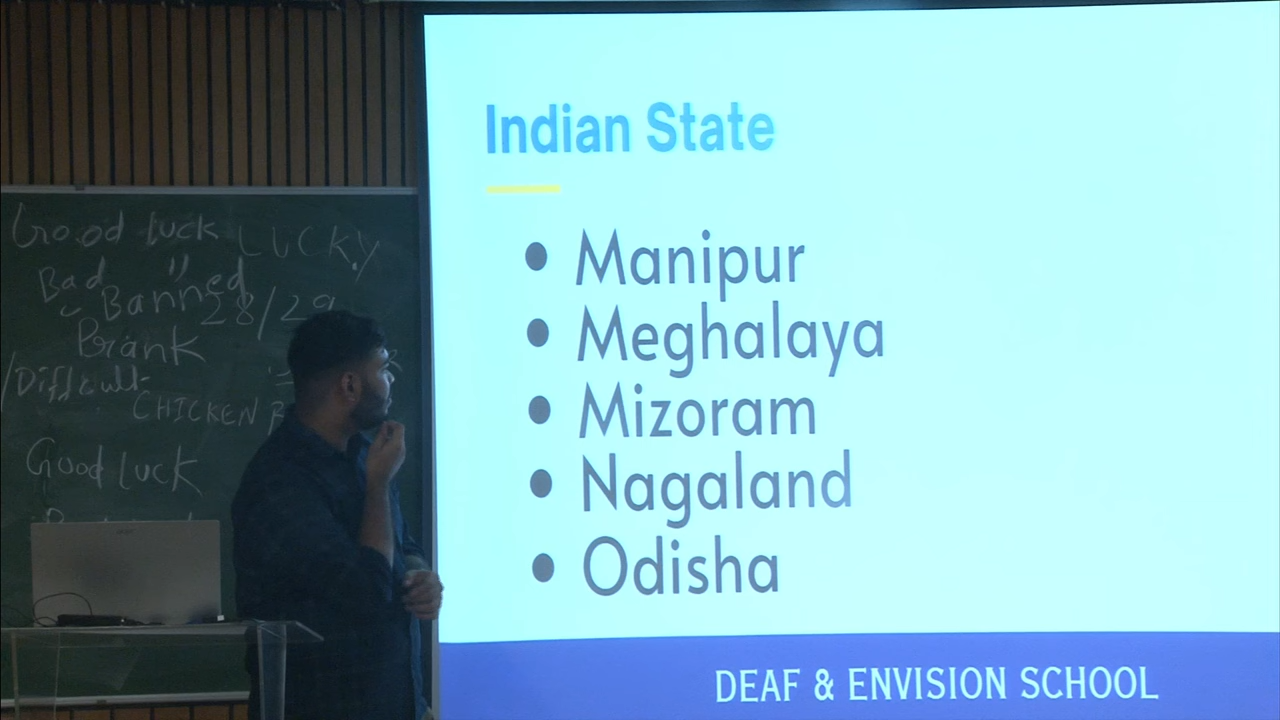 Good luck LUCKY
Bad "
Banned
28/29
Prank
/Difficult
CHICKEN
Good luck
Indian State
• Manipur
• Meghalaya
• Mizoram
• Nagaland
• Odisha
DEAF & ENVISION SCHOOL